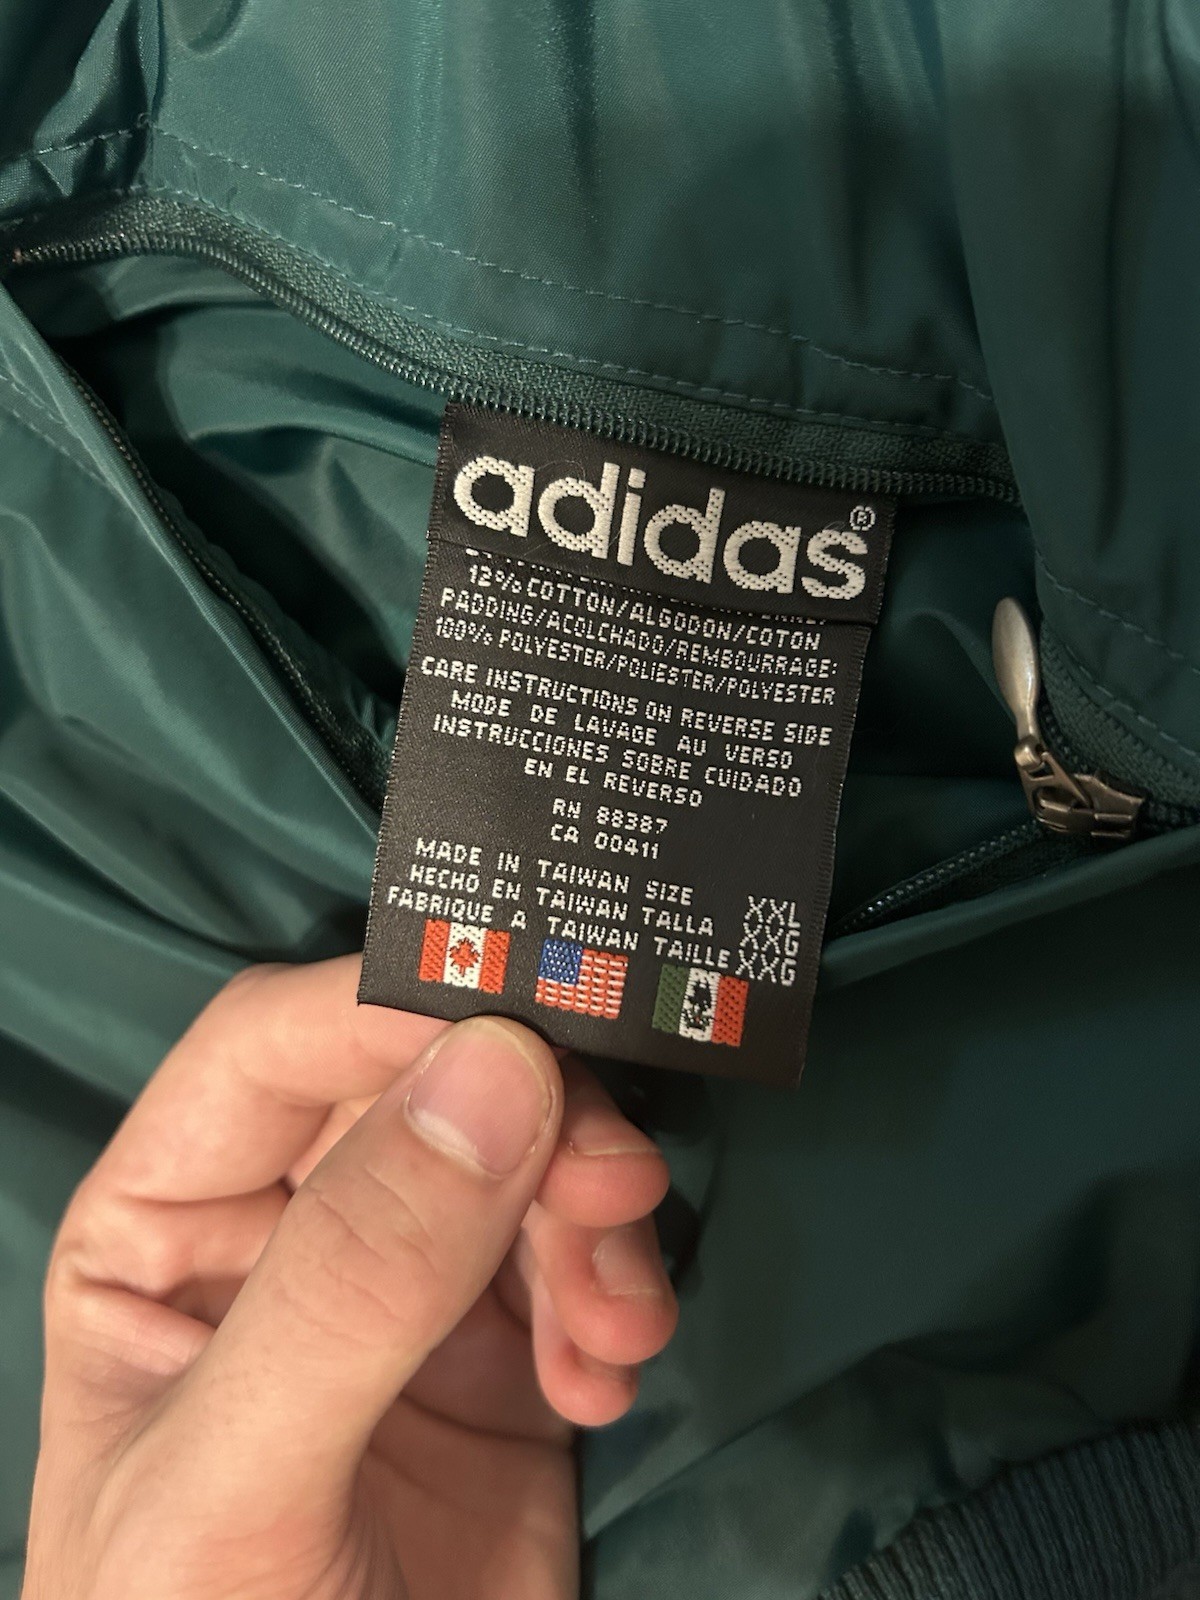 adidas®
12% COTTON/ALGODON/COTON
PADDING/ACOLCHADO/REMBOURRAGE:
100% POLYESTER/POLIESTER/POLYESTER
CARE INSTRUCTIONS ON REVERSE SIDE
MODE DE LAVAGE AU VERSO
INSTRUCCIONES SOBRE CUIDADO
EN EL REVERSO
RN 88387
CA 00411
MADE IN TAIWAN SIZE XXL
HECHO EN TAIWAN TALLA XXG
FABRIQUE A TAIWAN TAILLE XXG